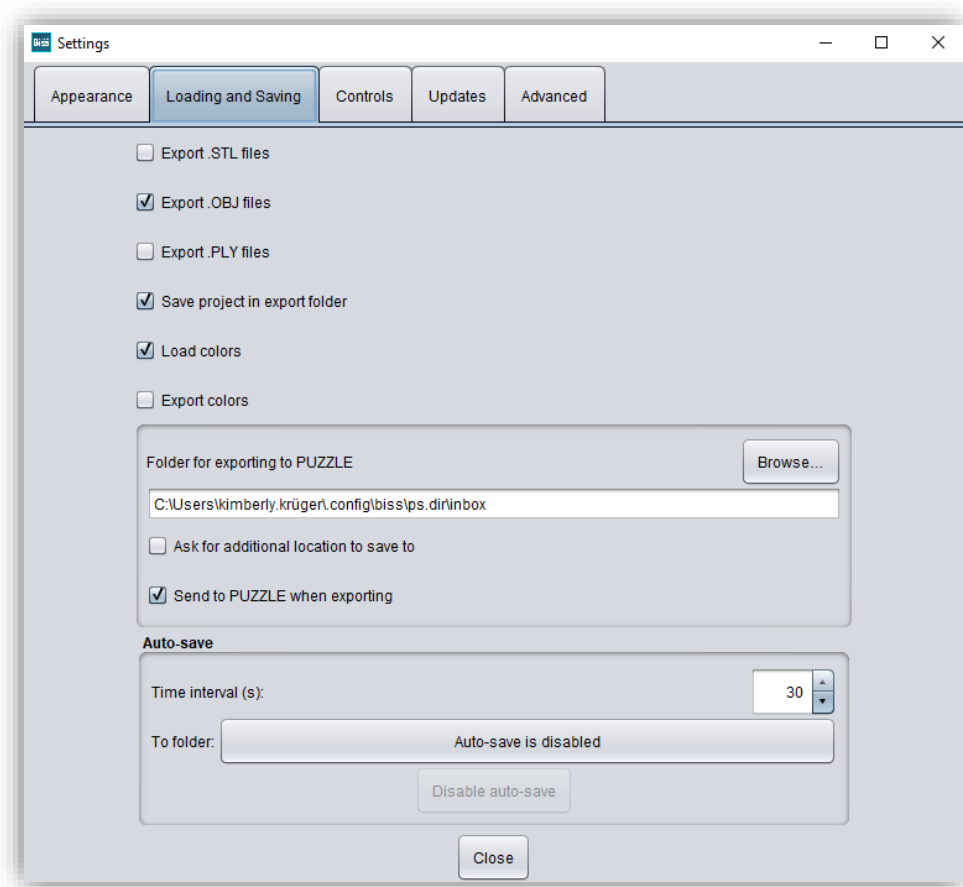 BISS Settings
Appearance Loading and Saving Controls Updates Advanced
Export .STL files
Export .OBJ files
Export .PLY files
Save project in export folder
Load colors
Export colors
Folder for exporting to PUZZLE Browse...
C:\Users\kimberly.krüger\.config\biss\ps.dir\inbox
Ask for additional location to save to
Send to PUZZLE when exporting
Auto-save
Time interval (s): 30
To folder: Auto-save is disabled
Disable auto-save
Close